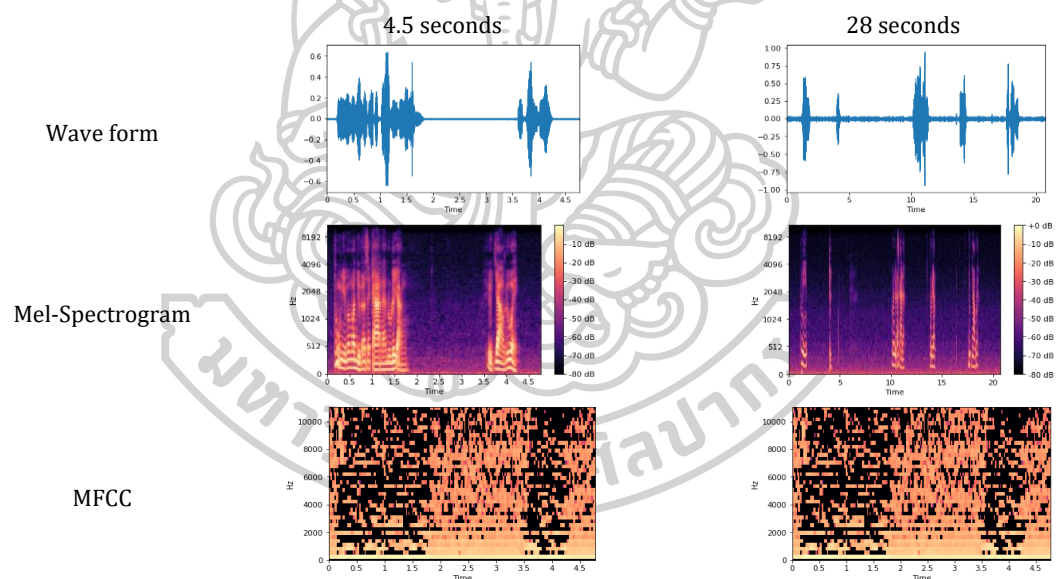 4.5 seconds
28 seconds
Wave form
0.6
0.4
0.2
0.0
−0.2
−0.4
−0.6
0 0.5 1 1.5 2 2.5 3 3.5 4 4.5
Time
1.00
0.75
0.50
0.25
0.00
−0.25
−0.50
−0.75
−1.00
0 5 10 15 20
Time
Mel-Spectrogram
Hz
8192
4096
2048
1024
512
0
0 0.5 1 1.5 2 2.5 3 3.5 4 4.5
Time
-10 dB
-20 dB
-30 dB
-40 dB
-50 dB
-60 dB
-70 dB
-80 dB
Hz
8192
4096
2048
1024
512
0
0 5 10 15 20
Time
+0 dB
-10 dB
-20 dB
-30 dB
-40 dB
-50 dB
-60 dB
-70 dB
-80 dB
MFCC
Hz
10000
8000
6000
4000
2000
0
0 0.5 1 1.5 2 2.5 3 3.5 4 4.5
Time
Hz
10000
8000
6000
4000
2000
0
0 0.5 1 1.5 2 2.5 3 3.5 4 4.5
Time